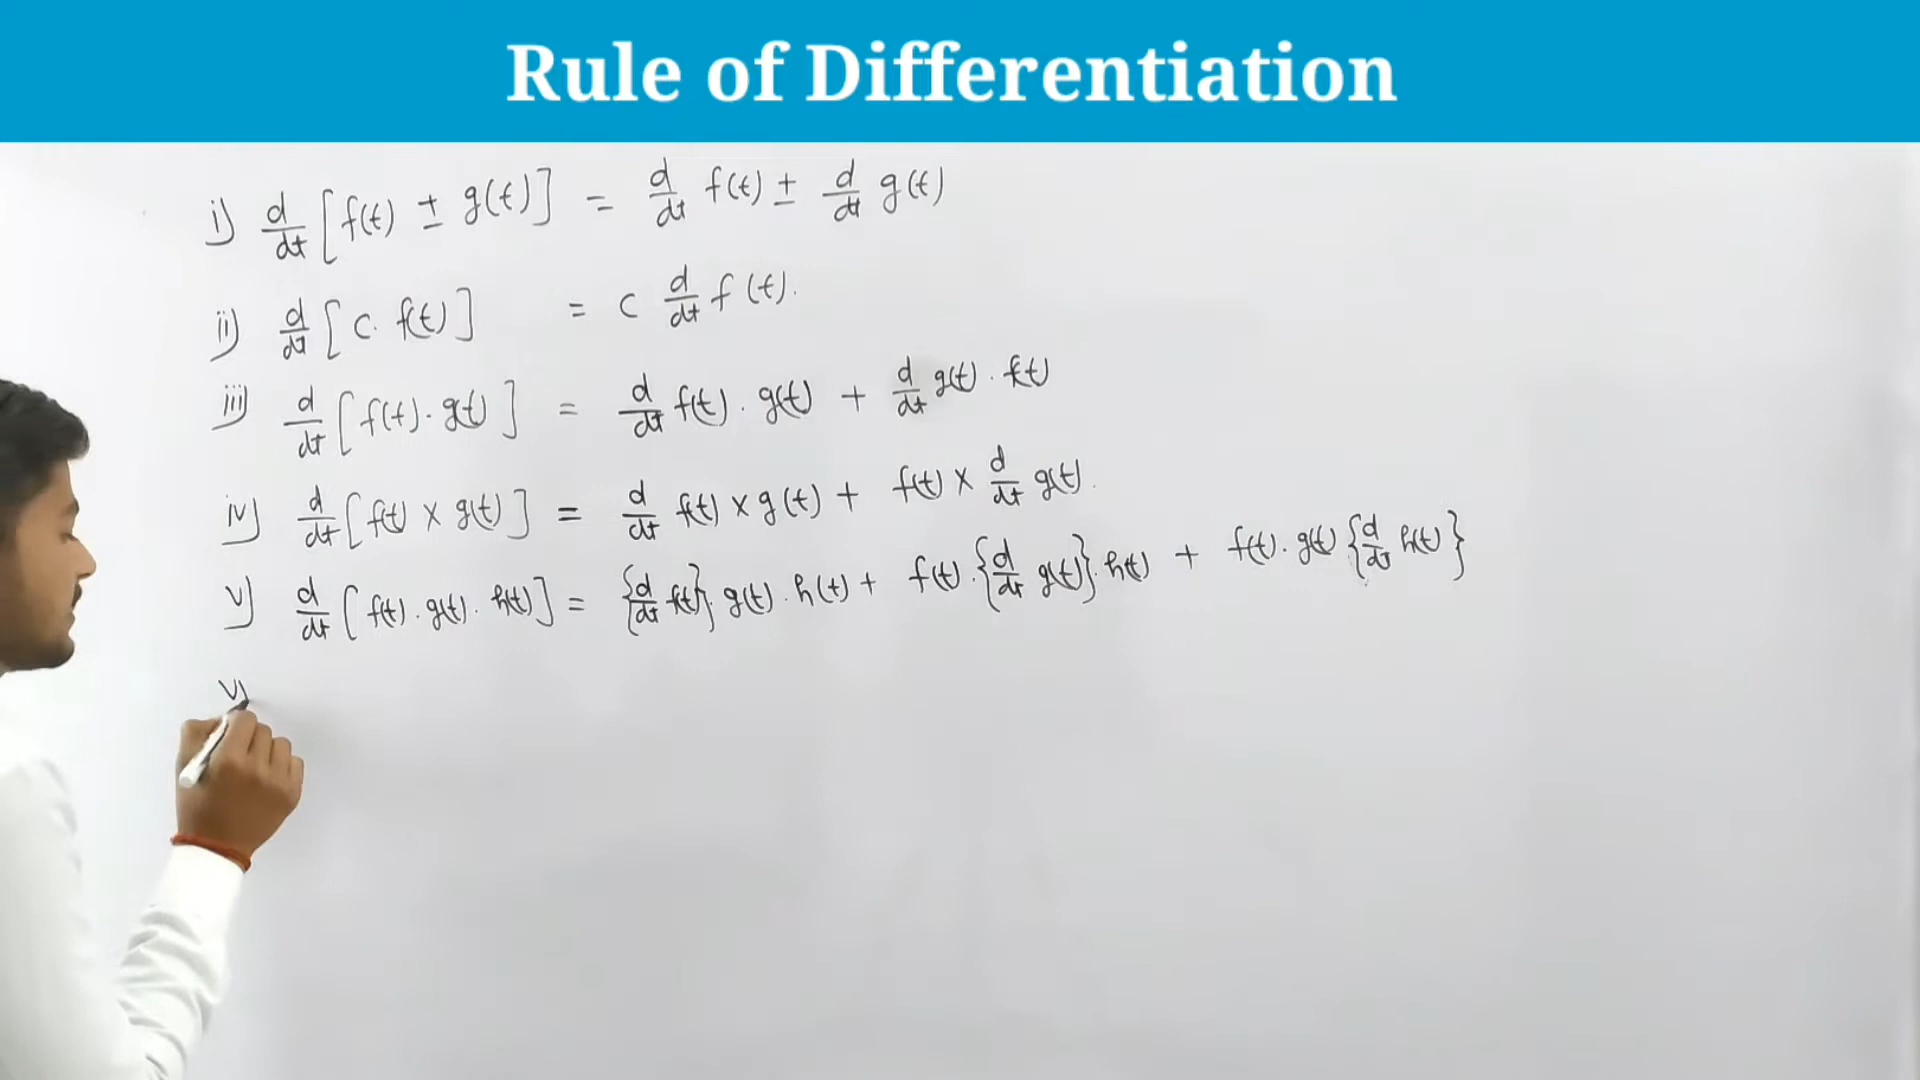 Rule of Differentiation
i) d/dt [f(t) ± g(t)] = d/dt f(t) ± d/dt g(t)
ii) d/dt [c. f(t)] = c d/dt f(t).
iii) d/dt [f(t). g(t)] = d/dt f(t). g(t) + d/dt g(t). f(t)
iv) d/dt [f(t) × g(t)] = d/dt f(t) × g(t) + f(t) × d/dt g(t).
v) d/dt [f(t). g(t). h(t)] = {d/dt f(t)}. g(t). h(t) + f(t). {d/dt g(t)}. h(t) + f(t). g(t) {d/dt h(t)}